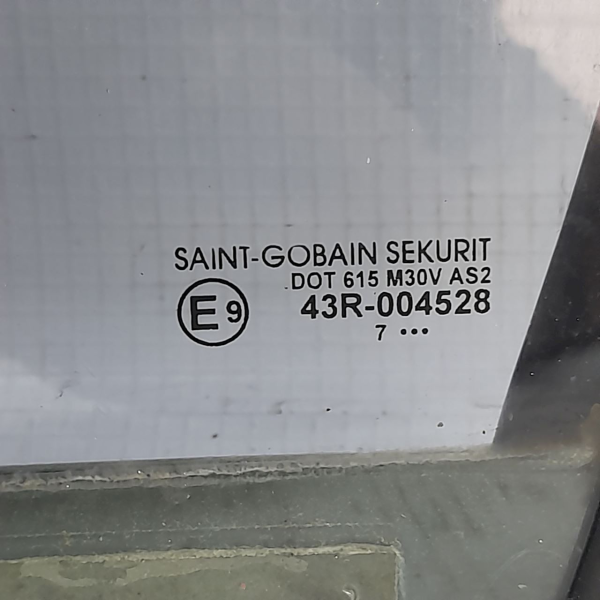 SAINT-GOBAIN SEKURIT
DOT 615 M30V AS2
E9
43R-004528
7 •••